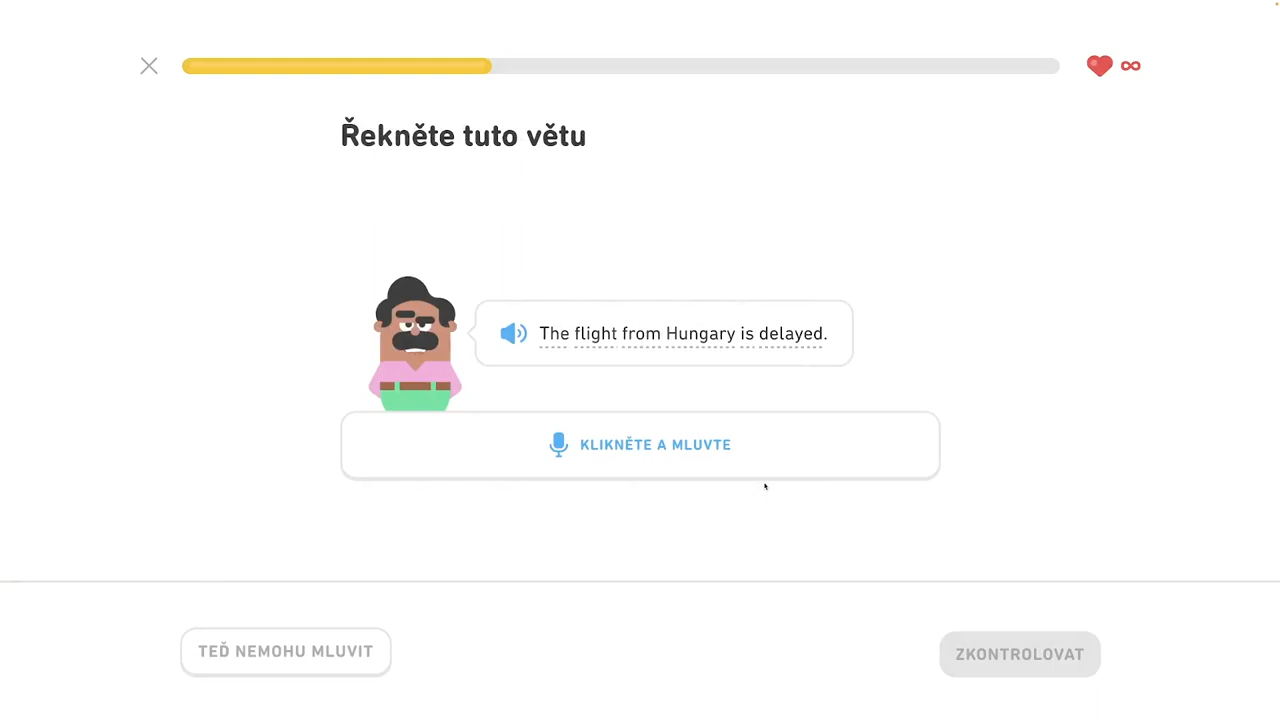 ∞
Řekněte tuto větu
The flight from Hungary is delayed.
KLIKNĚTE A MLUVTE
TEĎ NEMOHU MLUVIT
ZKONTROLOVAT